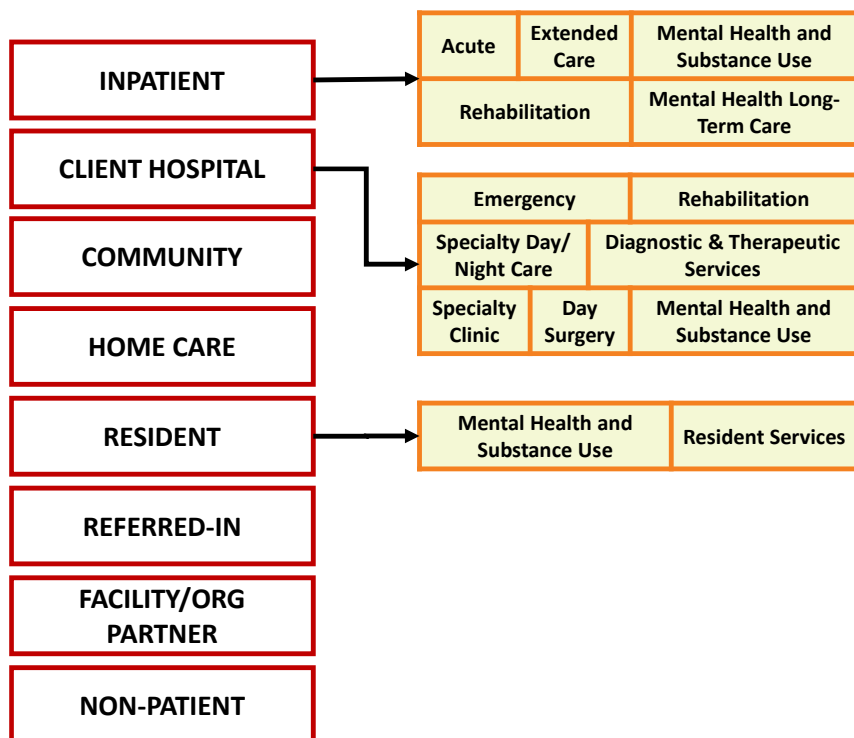 INPATIENT
CLIENT HOSPITAL
COMMUNITY
HOME CARE
RESIDENT
REFERRED-IN
FACILITY/ORG
PARTNER
NON-PATIENT
Acute
Extended
Care
Mental Health and
Substance Use
Rehabilitation
Mental Health Long-
Term Care
Emergency
Rehabilitation
Specialty Day/
Night Care
Diagnostic & Therapeutic
Services
Specialty
Clinic
Day
Surgery
Mental Health and
Substance Use
Mental Health and
Substance Use
Resident Services